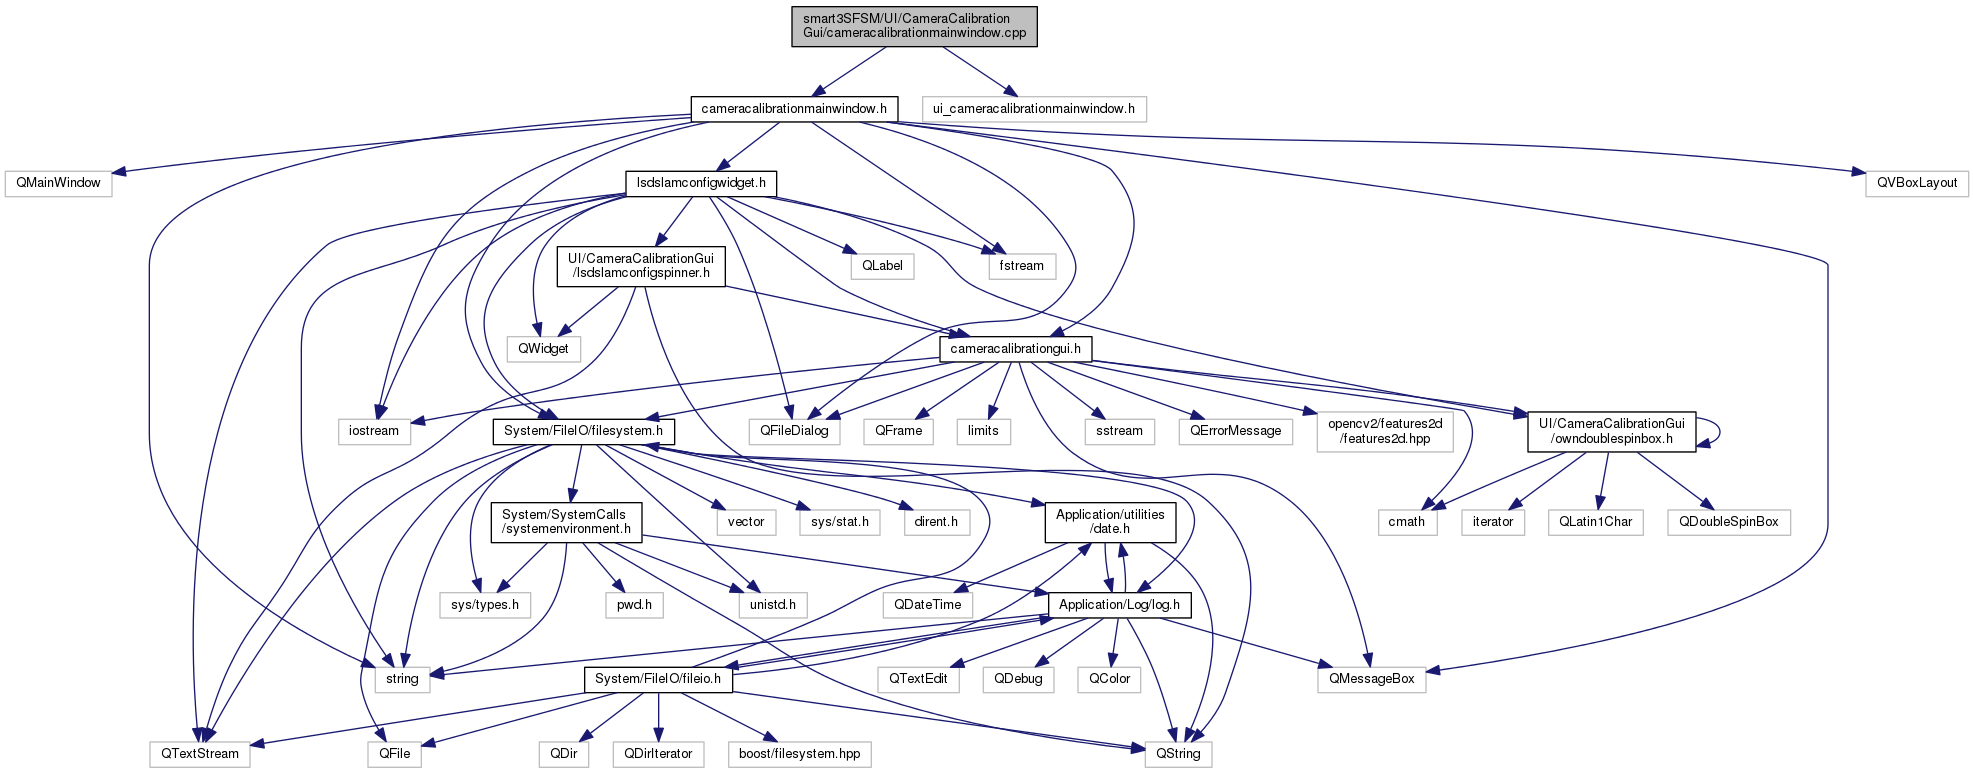 smart3SFSM/UI/CameraCalibration
Gui/cameracalibrationmainwindow.cpp
cameracalibrationmainwindow.h
ui_cameracalibrationmainwindow.h
QMainWindow
lsdslamconfigwidget.h
QVBoxLayout
UI/CameraCalibrationGui
/lsdslamconfigspinner.h
QLabel
fstream
QWidget
cameracalibrationgui.h
iostream
System/FileIO/filesystem.h
QFileDialog
QFrame
limits
sstream
QErrorMessage
opencv2/features2d
/features2d.hpp
UI/CameraCalibrationGui
/owndoublespinbox.h
System/SystemCalls
/systemenvironment.h
vector
sys/stat.h
dirent.h
Application/utilities
/date.h
cmath
iterator
QLatin1Char
QDoubleSpinBox
sys/types.h
pwd.h
unistd.h
QDateTime
Application/Log/log.h
string
System/FileIO/fileio.h
QTextEdit
QDebug
QColor
QMessageBox
QTextStream
QFile
QDir
QDirIterator
boost/filesystem.hpp
QString